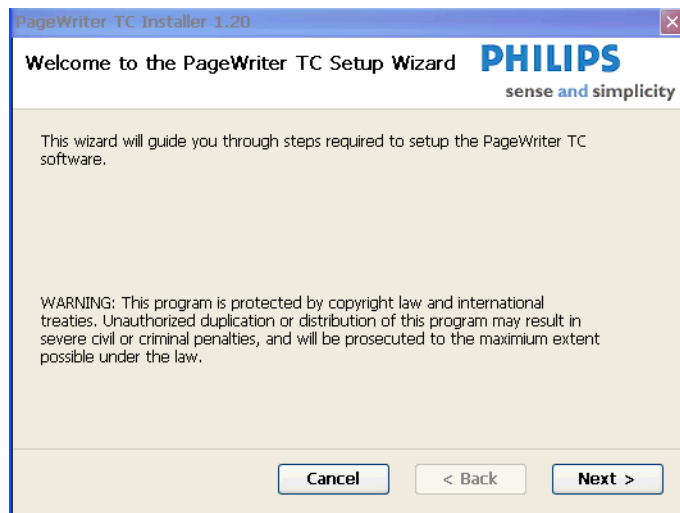 PageWriter TC Installer 1.20
Welcome to the PageWriter TC Setup Wizard
PHILIPS
sense and simplicity
This wizard will guide you through steps required to setup the PageWriter TC
software.
WARNING: This program is protected by copyright law and international
treaties. Unauthorized duplication or distribution of this program may result in
severe civil or criminal penalties, and will be prosecuted to the maximium extent
possible under the law.
Cancel
< Back
Next >